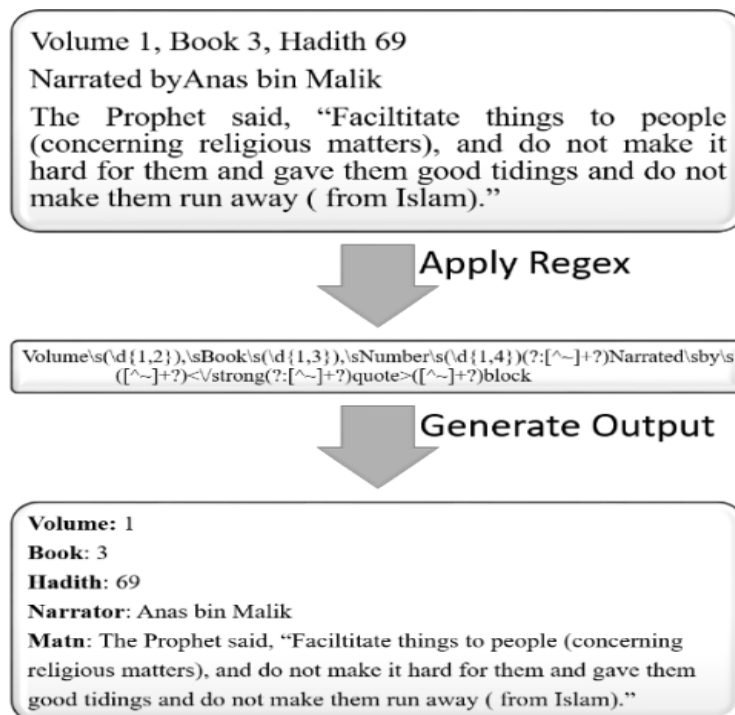 Volume 1, Book 3, Hadith 69
Narrated byAnas bin Malik
The Prophet said, “Faciltitate things to people
(concerning religious matters), and do not make it
hard for them and gave them good tidings and do not
make them run away ( from Islam).”
Apply Regex
Volume\s(\d{1,2}),\sBook\s(\d{1,3}),\sNumber\s(\d{1,4})(?:[^~]+?)Narrated\sby\s
([^~]+?)<\/strong(?:[^~]+?)quote>([^~]+?)block
Generate Output
Volume: 1
Book: 3
Hadith: 69
Narrator: Anas bin Malik
Matn: The Prophet said, “Faciltitate things to people (concerning
religious matters), and do not make it hard for them and gave them
good tidings and do not make them run away ( from Islam).”